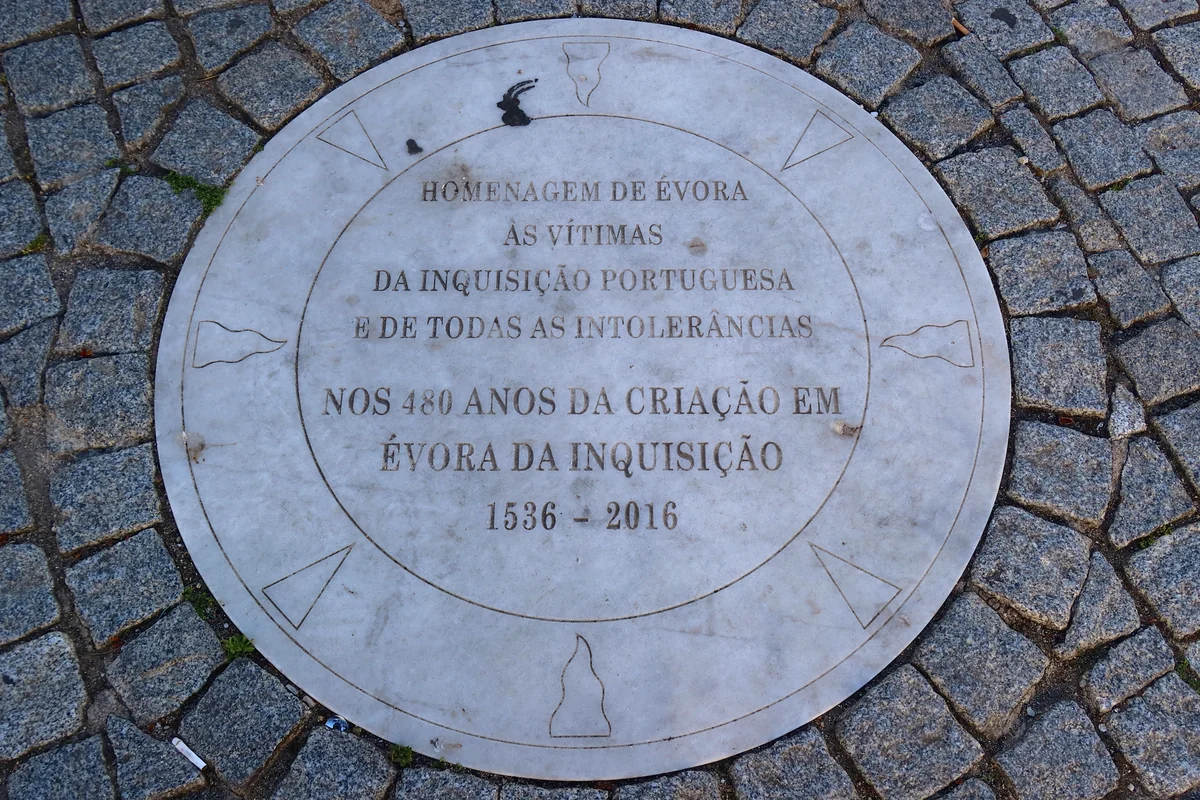 HOMENAGEM DE ÉVORA
ÀS VÍTIMAS
DA INQUISIÇÃO PORTUGUESA
E DE TODAS AS INTOLERÂNCIAS
NOS 480 ANOS DA CRIAÇÃO EM
ÉVORA DA INQUISIÇÃO
1536 – 2016